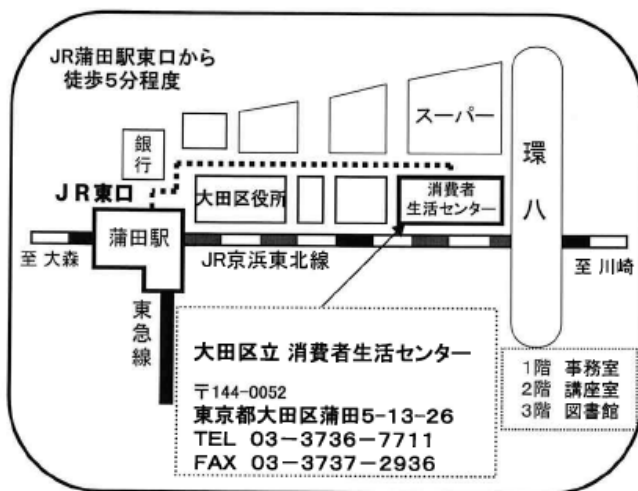 JR蒲田駅東口から
徒歩5分程度
スーパー
銀行
環八
JR東口
大田区役所
消費者
生活センター
蒲田駅
至 大森
JR京浜東北線
至 川崎
東急線
大田区立 消費者生活センター
〒144-0052
東京都大田区蒲田5-13-26
TEL 03－3736-7711
FAX 03－3737－2936
1階 事務室
2階 講座室
3階 図書館